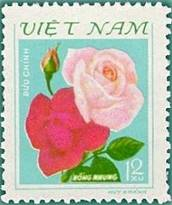 VIỆT NAM
BƯU CHÍNH
HỒNG NHUNG
12
XU